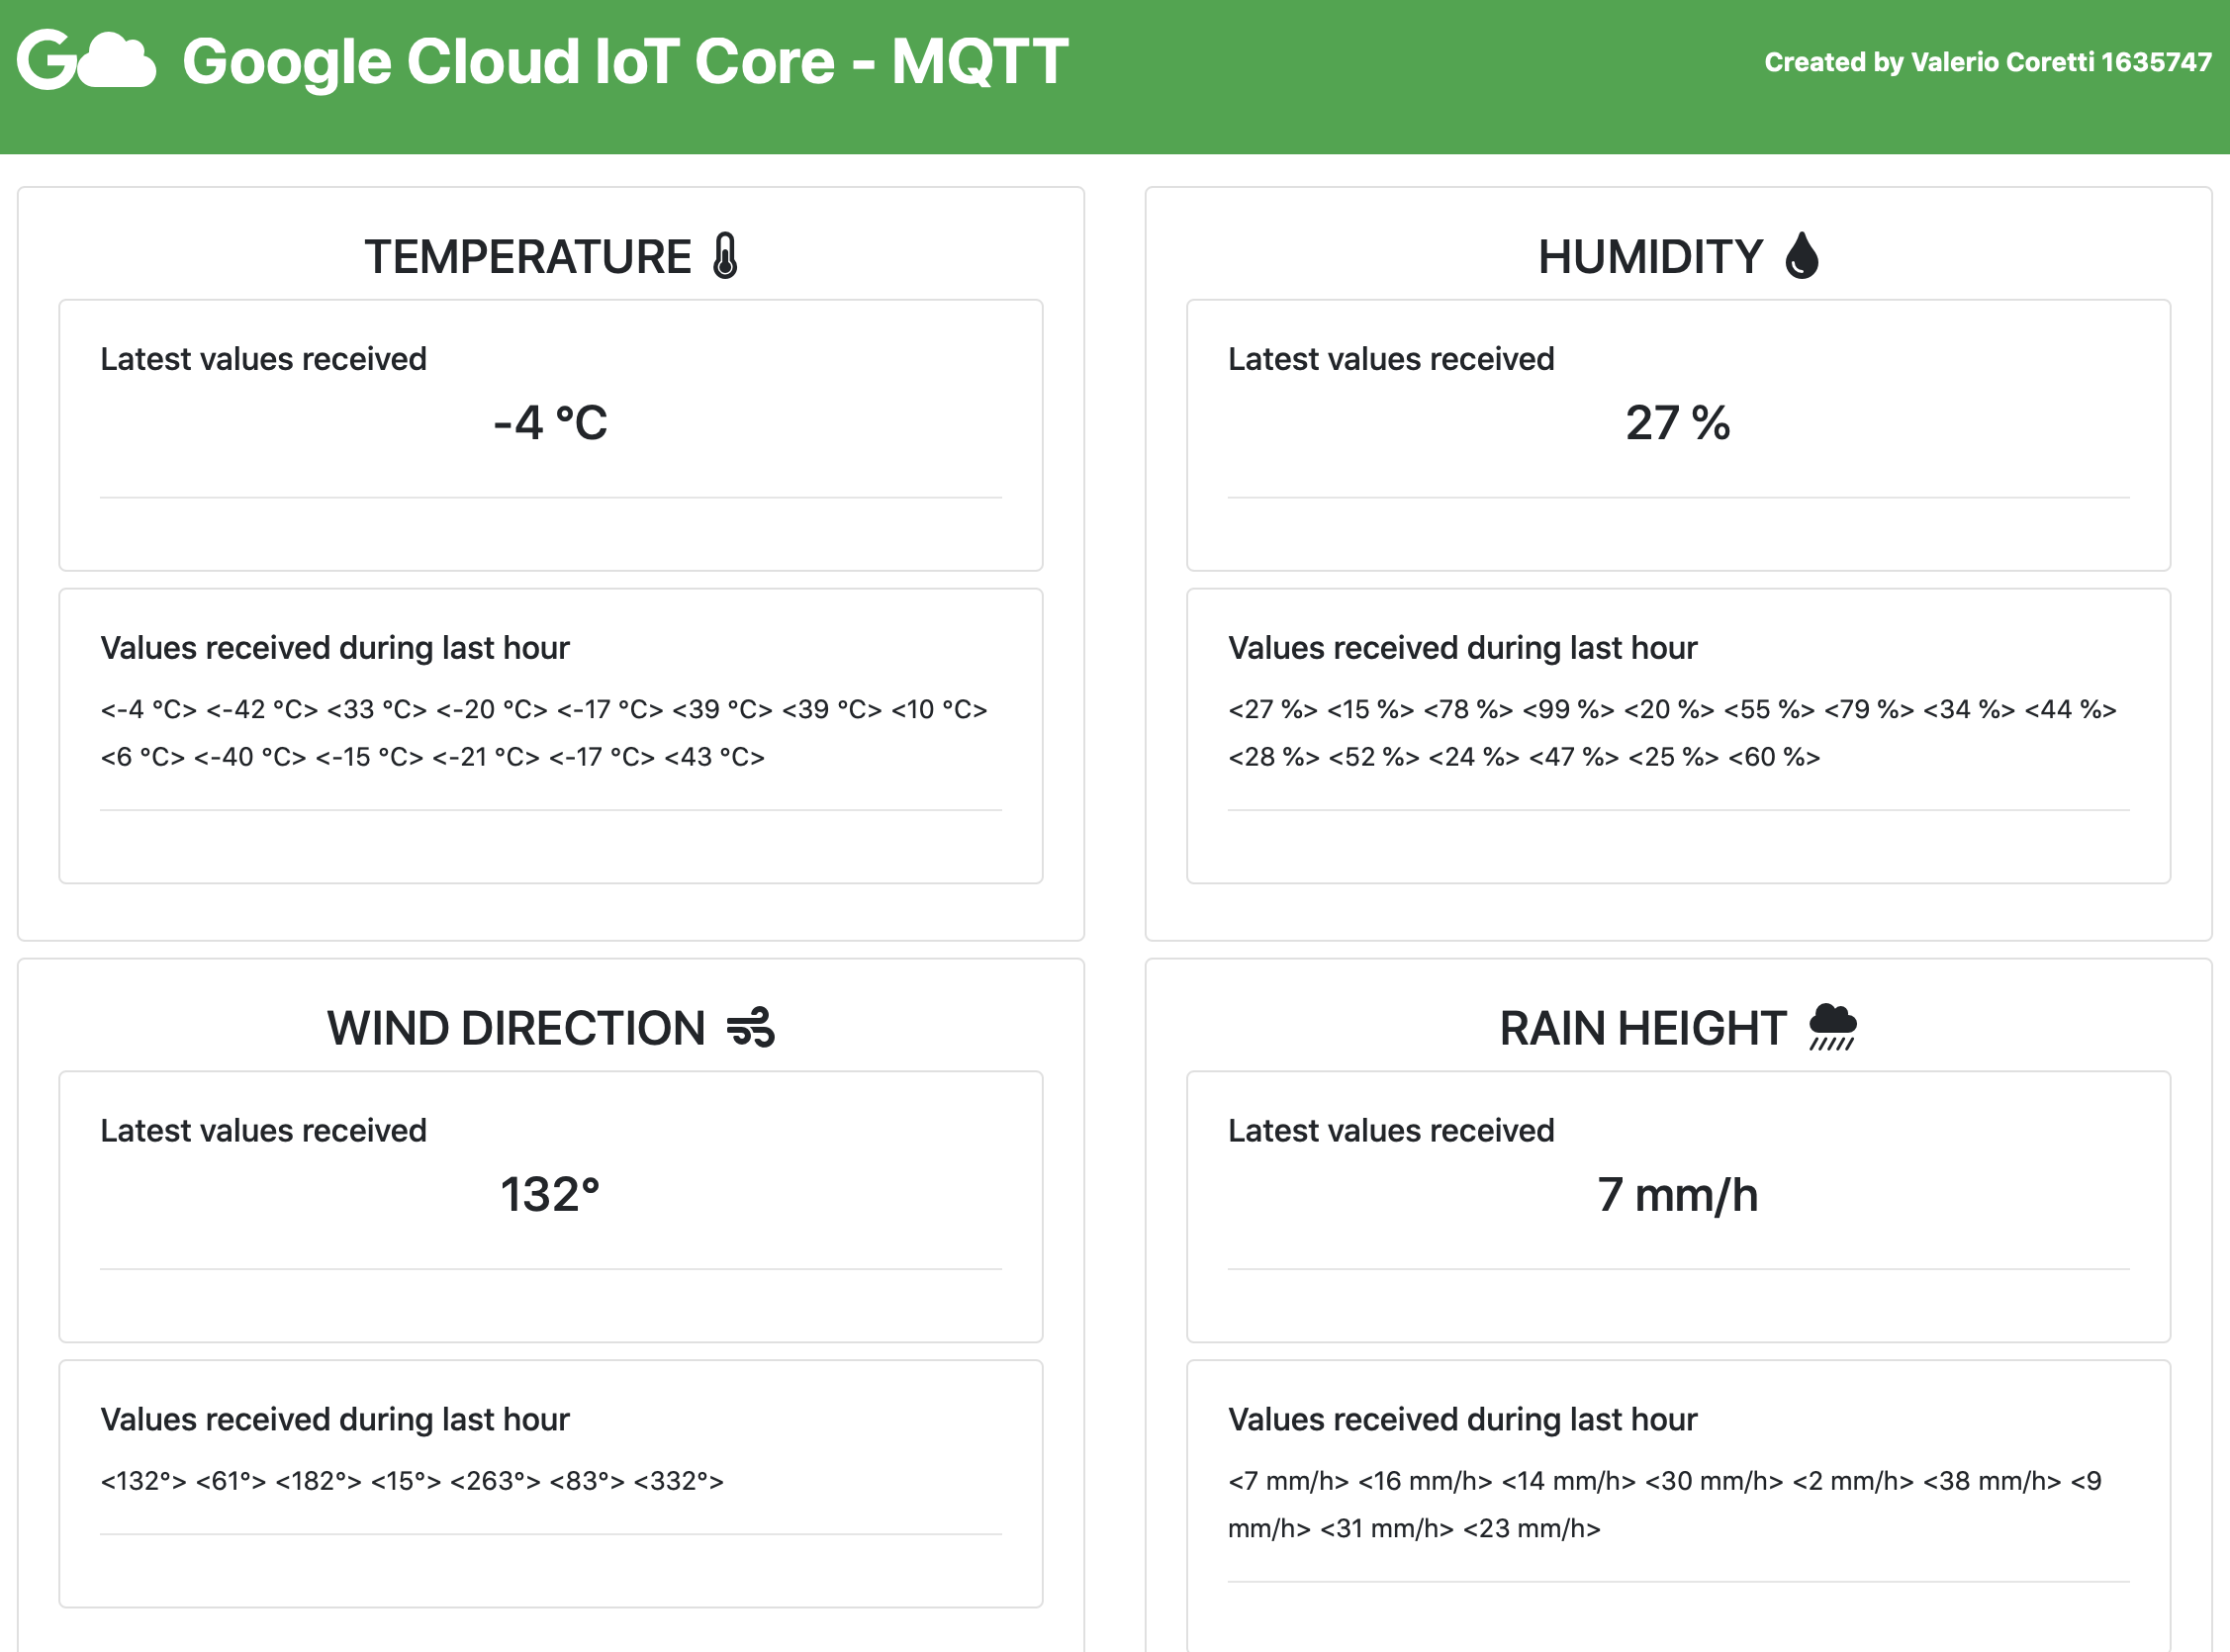 Google Cloud IoT Core - MQTT
Created by Valerio Coretti 1635747
TEMPERATURE
Latest values received
-4 °C
Values received during last hour
<-4 °C> <-42 °C> <33 °C> <-20 °C> <-17 °C> <39 °C> <39 °C> <10 °C>
<6 °C> <-40 °C> <-15 °C> <-21 °C> <-17 °C> <43 °C>
HUMIDITY
Latest values received
27 %
Values received during last hour
<27 %> <15 %> <78 %> <99 %> <20 %> <55 %> <79 %> <34 %> <44 %>
<28 %> <52 %> <24 %> <47 %> <25 %> <60 %>
WIND DIRECTION
Latest values received
132°
Values received during last hour
<132°> <61°> <182°> <15°> <263°> <83°> <332°>
RAIN HEIGHT
Latest values received
7 mm/h
Values received during last hour
<7 mm/h> <16 mm/h> <14 mm/h> <30 mm/h> <2 mm/h> <38 mm/h> <9
mm/h> <31 mm/h> <23 mm/h>